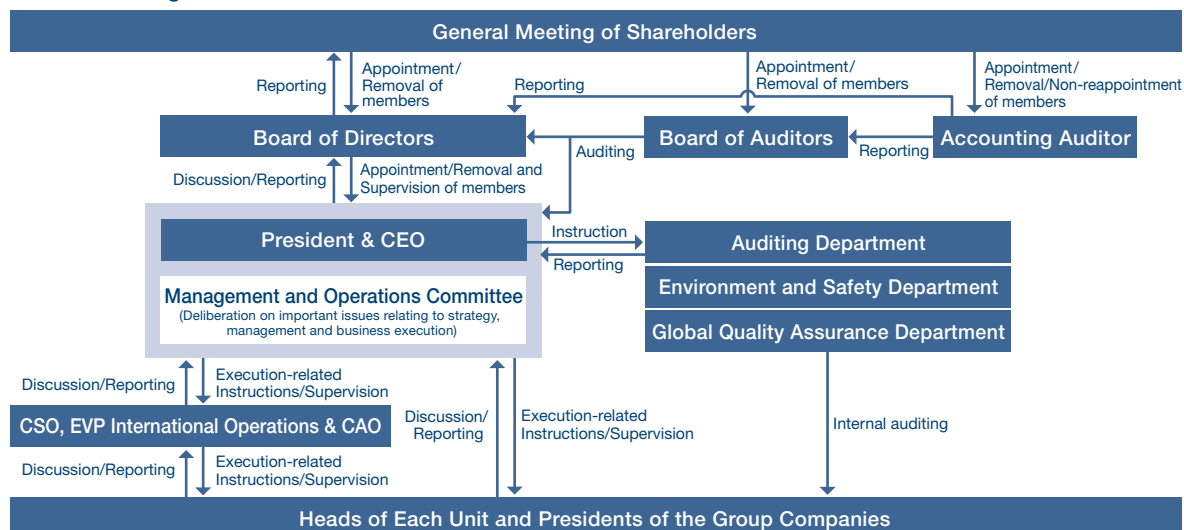 General Meeting of Shareholders
Reporting
Appointment/
Removal of
members
Reporting
Appointment/
Removal of members
Appointment/
Removal/Non-reappointment
of members
Board of Directors
Auditing
Board of Auditors
Reporting
Accounting Auditor
Discussion/Reporting
Appointment/Removal and
Supervision of members
President & CEO
Instruction
Reporting
Auditing Department
Management and Operations Committee
(Deliberation on important issues relating to strategy,
management and business execution)
Environment and Safety Department
Global Quality Assurance Department
Discussion/Reporting
Execution-related
Instructions/Supervision
CSO, EVP International Operations & CAO
Discussion/
Reporting
Execution-related
Instructions/Supervision
Internal auditing
Discussion/Reporting
Execution-related
Instructions/Supervision
Heads of Each Unit and Presidents of the Group Companies